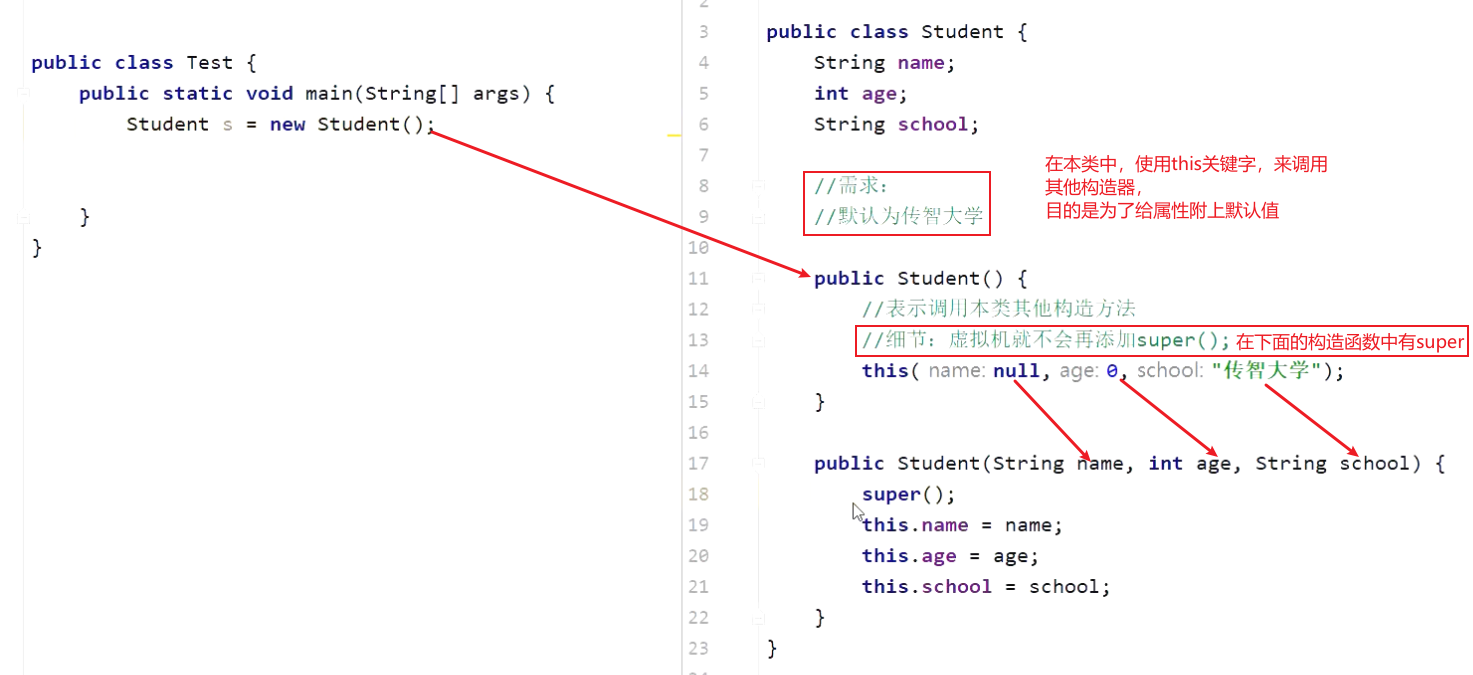 public class Test {
public static void main(String[] args) {
Student s = new Student();
}
}
2
3 public class Student {
4 String name;
5 int age;
6 String school;
7
8 //需求:
9 //默认为传智大学
10
11 public Student() {
12 //表示调用本类其他构造方法
13 //细节: 虚拟机就不会再添加super(); 在下面的构造函数中有super
14 this( name: null, age: 0, school: "传智大学");
15 }
16
17 public Student(String name, int age, String school) {
18 super();
19 this.name = name;
20 this.age = age;
21 this.school = school;
22 }
23 }
在本类中，使用this关键字，来调用
其他构造器，
目的是为了给属性附上默认值